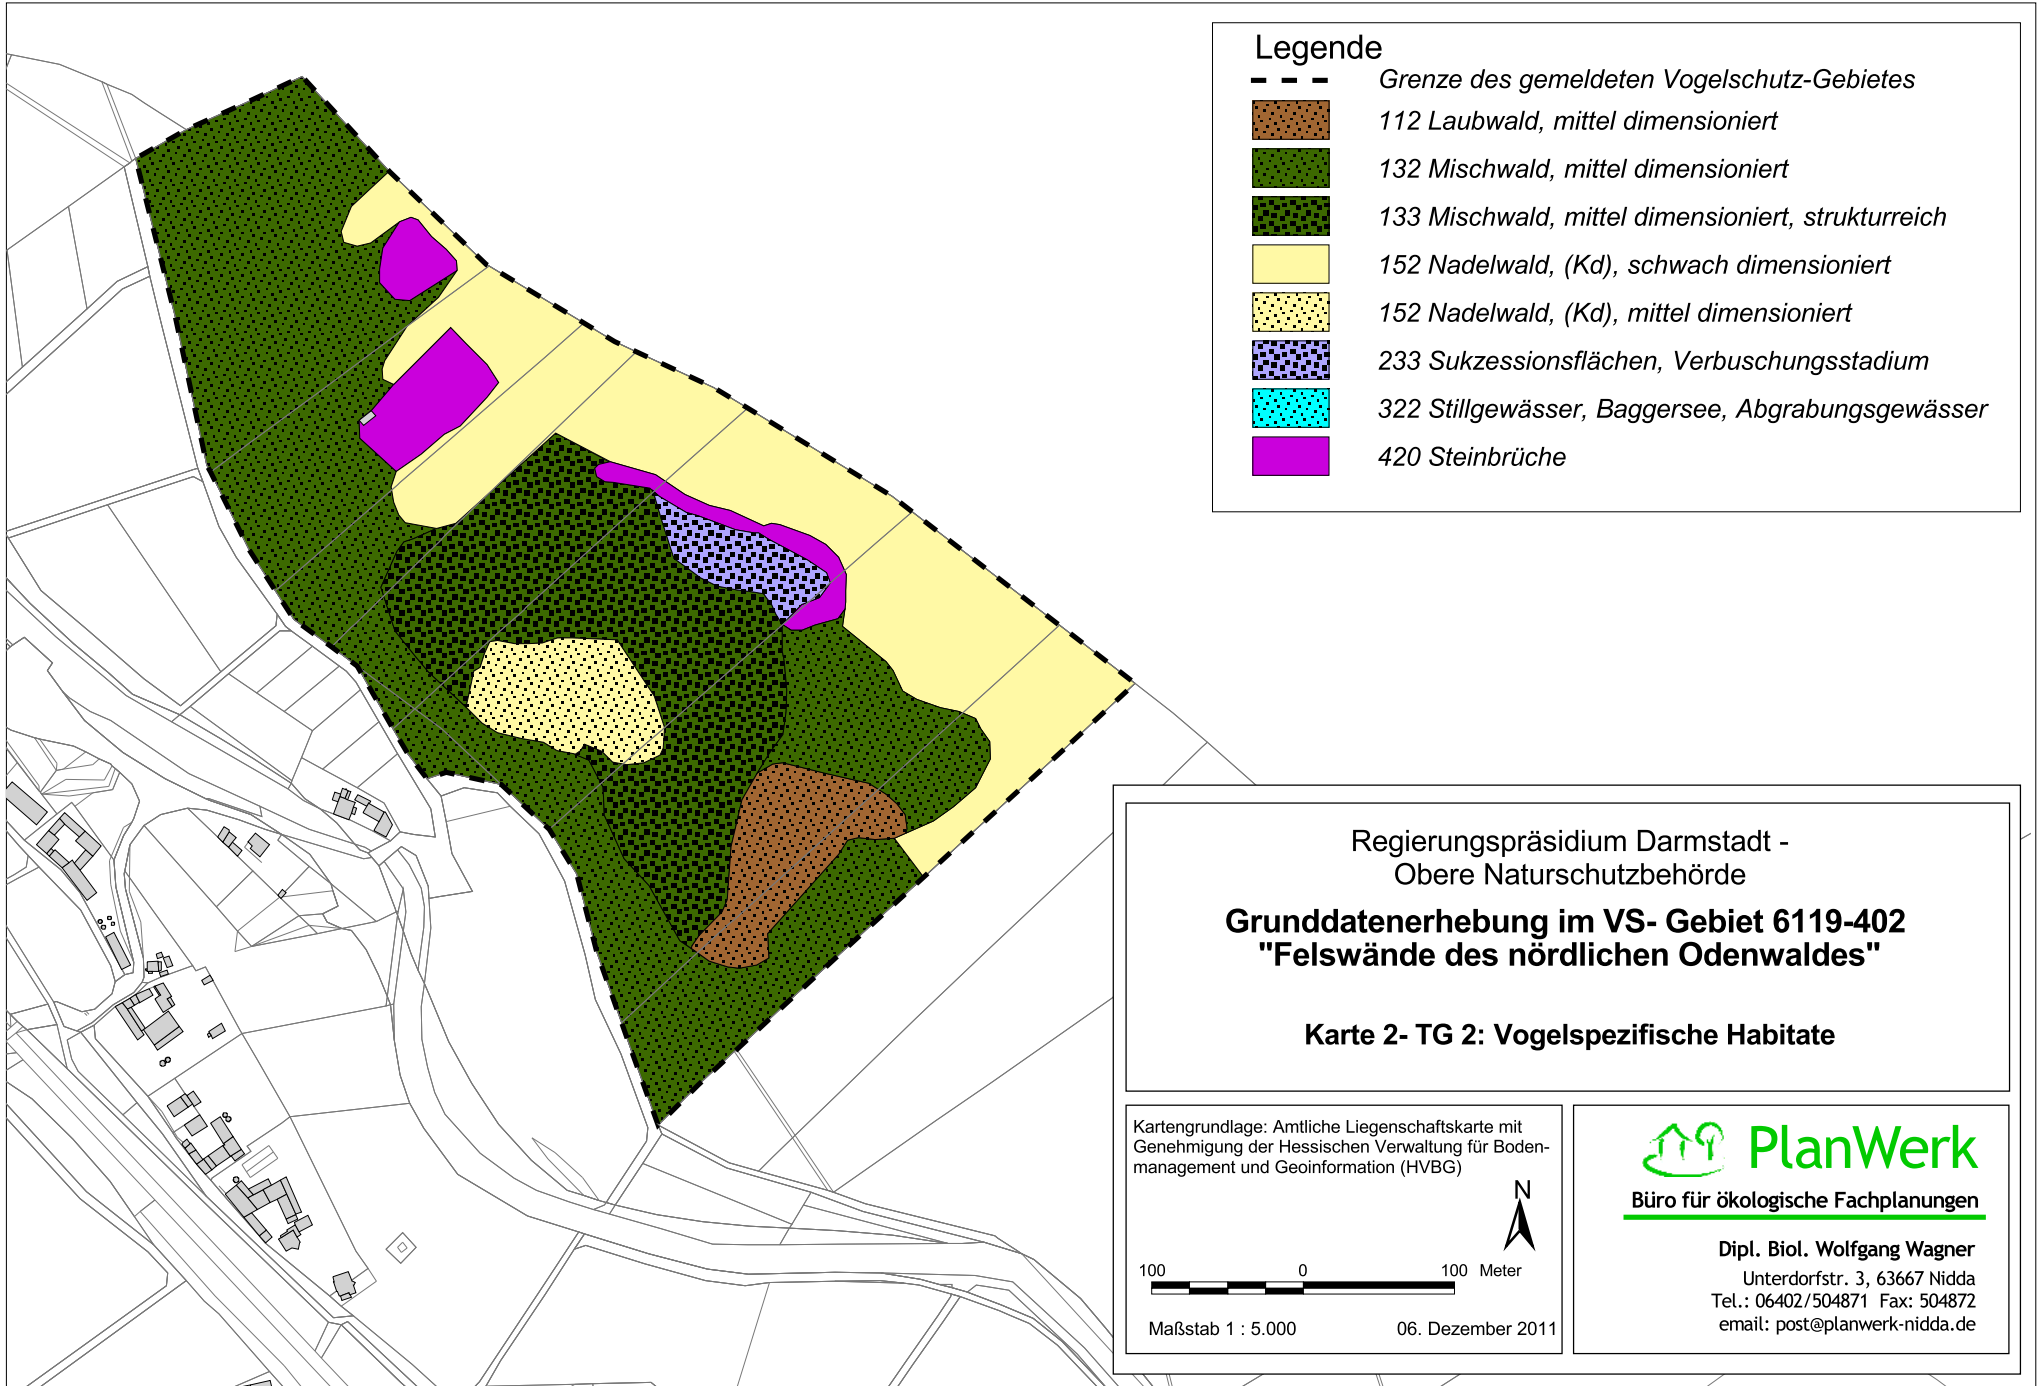 Legende
Grenze des gemeldeten Vogelschutz-Gebietes
112 Laubwald, mittel dimensioniert
132 Mischwald, mittel dimensioniert
133 Mischwald, mittel dimensioniert, strukturreich
152 Nadelwald, (Kd), schwach dimensioniert
152 Nadelwald, (Kd), mittel dimensioniert
233 Sukzessionsflächen, Verbuschungsstadium
322 Stillgewässer, Baggersee, Abgrabungsgewässer
420 Steinbrüche
Regierungspräsidium Darmstadt -
Obere Naturschutzbehörde
Grunddatenerhebung im VS- Gebiet 6119-402
"Felswände des nördlichen Odenwaldes"
Karte 2- TG 2: Vogelspezifische Habitate
Kartengrundlage: Amtliche Liegenschaftskarte mit
Genehmigung der Hessischen Verwaltung für Boden-
management und Geoinformation (HVBG)
N
100 0 100 Meter
Maßstab 1 : 5.000 06. Dezember 2011
PlanWerk
Büro für ökologische Fachplanungen
Dipl. Biol. Wolfgang Wagner
Unterdorfstr. 3, 63667 Nidda
Tel.: 06402/504871 Fax: 504872
email: post@planwerk-nidda.de